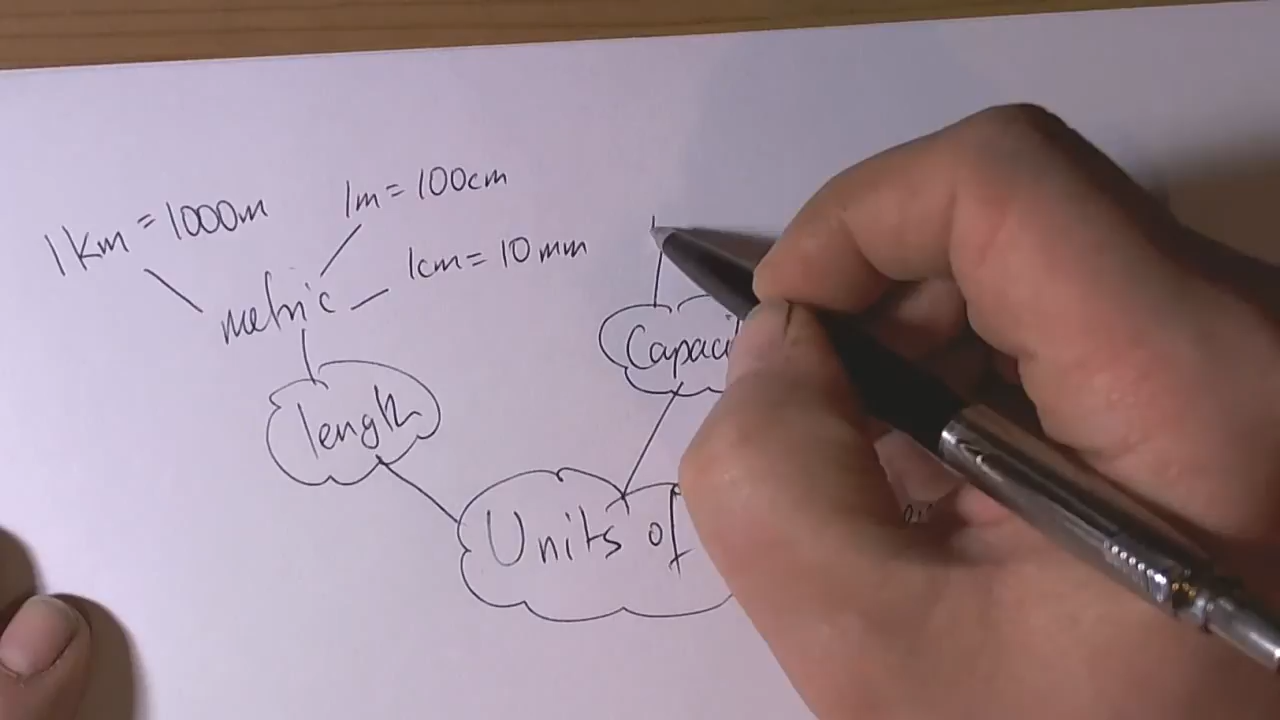 1km = 1000m
1m = 100cm
1cm = 10mm
metric
length
Units of